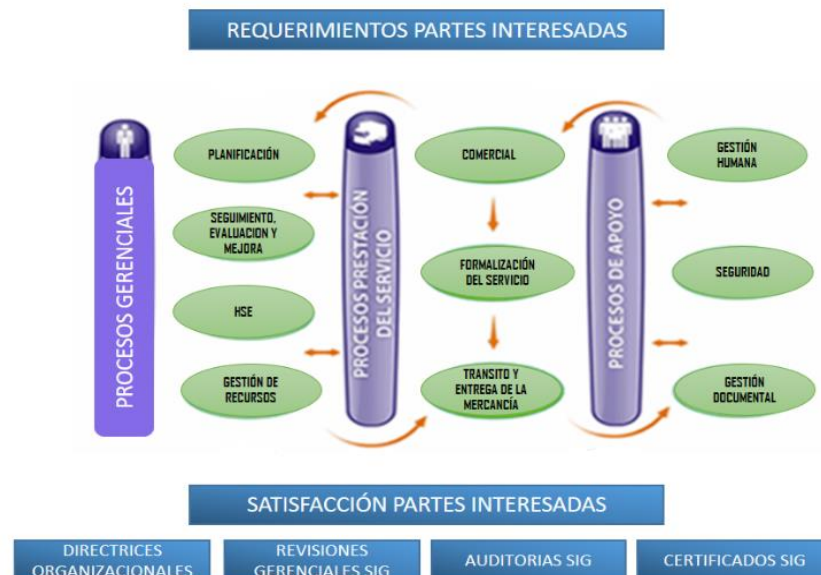 REQUERIMIENTOS PARTES INTERESADAS
PROCESOS GERENCIALES
PLANIFICACIÓN
SEGUIMIENTO,
EVALUACION Y
MEJORA
HSE
GESTIÓN DE
RECURSOS
PROCESOS PRESTACIÓN
DEL SERVICIO
COMERCIAL
FORMALIZACIÓN
DEL SERVICIO
TRANSITO Y
ENTREGA DE LA
MERCANCÍA
PROCESOS DE APOYO
GESTIÓN
HUMANA
SEGURIDAD
GESTIÓN
DOCUMENTAL
SATISFACCIÓN PARTES INTERESADAS
DIRECTRICES
ORGANIZACIONALES
REVISIONES
GERENCIALES SIG
AUDITORIAS SIG
CERTIFICADOS SIG